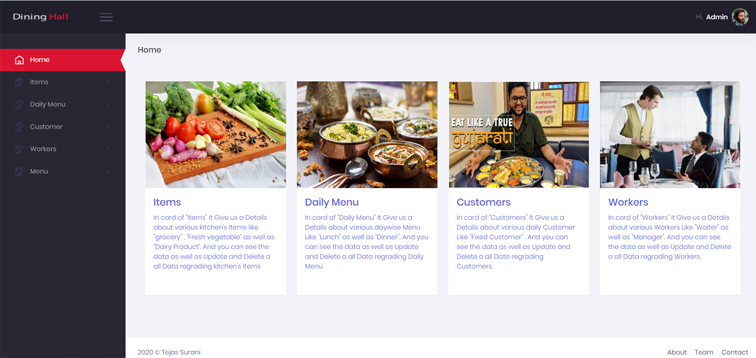 Dining Hall
Hi, Admin
Home
Items
Daily Menu
Customer
Workers
Menu
Home
EAT LIKE A TRUE
gujarati
Items
In card of "Items" It Give us a Details
about various kitchen's Items like
"grocery" , "Fresh vegetable" as well as
"Dairy Product". And you can see the
data as well as Update and Delete a
all Data regrading kitchen's items
Daily Menu
In card of "Daily Menu" It Give us a
Details about various daywise Menu
Like "Lunch" as well as "Dinner". And you
can see the data as well as Update
and Delete a all Data regrading Daily
Menu
Customers
In card of "Customers" It Give us a
Details about various daily Customer
Like "Fixed Customer" . And you can
see the data as well as Update and
Delete a all Data regrading
Customers.
Workers
In card of "Workers" It Give us a Details
about various Workers Like "Waiter" as
well as "Manager". And you can see
the data as well as Update and Delete
a all Data regrading Workers.
2020 © Tejas Surani
About Team Contact